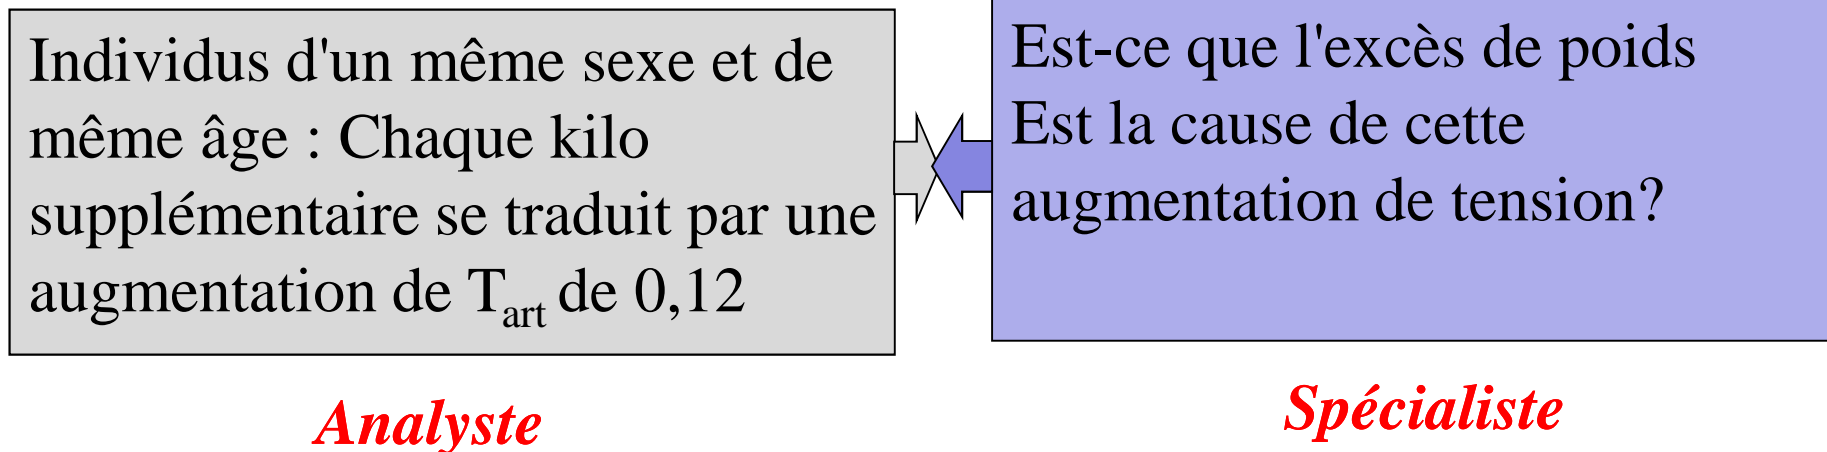 Individus d'un même sexe et de
même âge : Chaque kilo
supplémentaire se traduit par une
augmentation de Tart de 0,12
Analyste
Est-ce que l'excès de poids
Est la cause de cette
augmentation de tension?
Spécialiste